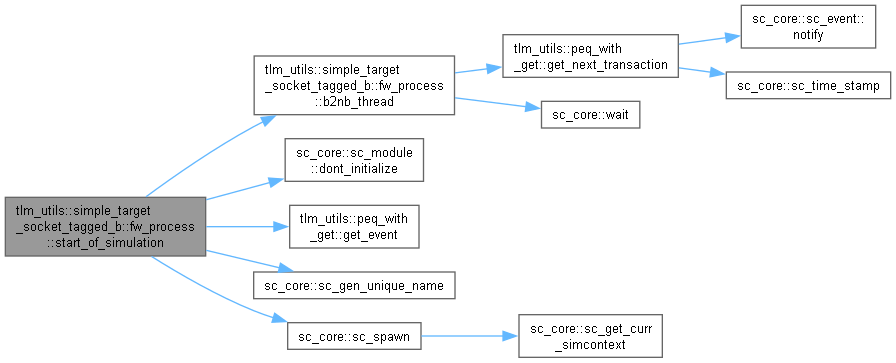 tlm_utils::simple_target
_socket_tagged_b::fw_process
::start_of_simulation
tlm_utils::simple_target
_socket_tagged_b::fw_process
::b2nb_thread
tlm_utils::peq_with
_get::get_next_transaction
sc_core::sc_event::
notify
sc_core::sc_time_stamp
sc_core::wait
sc_core::sc_module
::dont_initialize
tlm_utils::peq_with
_get::get_event
sc_core::sc_gen_unique_name
sc_core::sc_spawn
sc_core::sc_get_curr
_simcontext